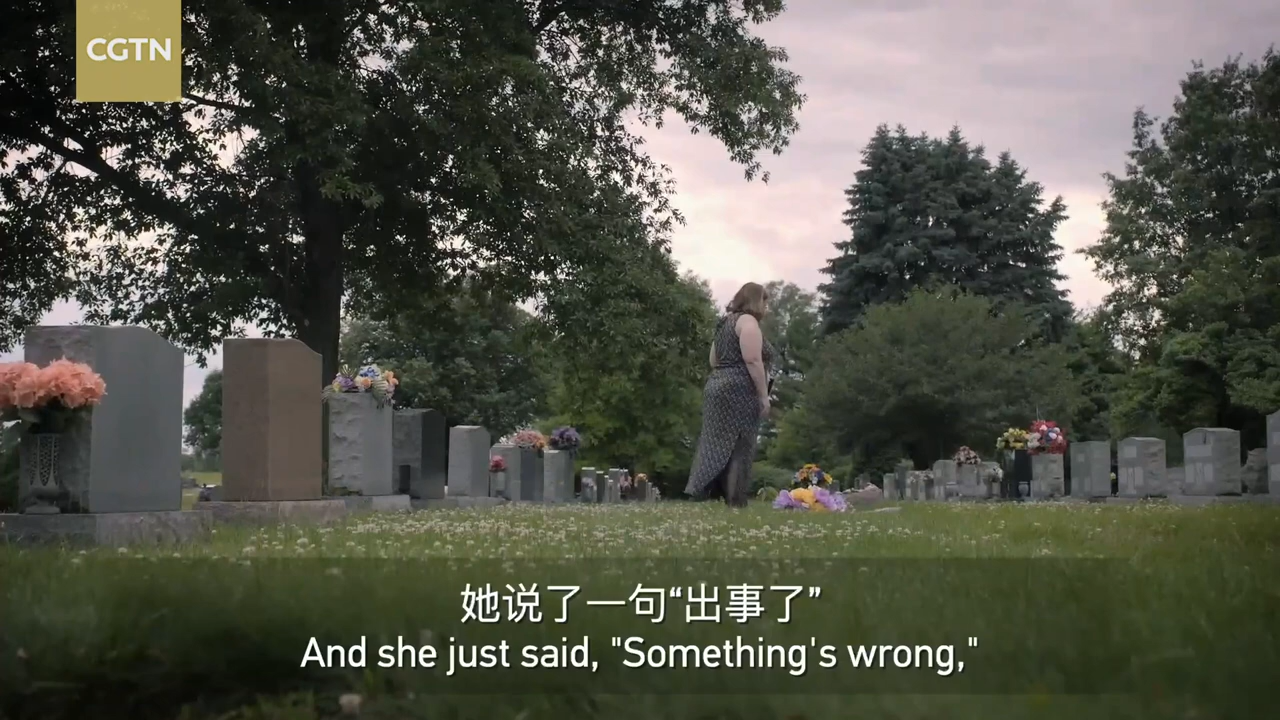 CGTN
她说了一句“出事了”
And she just said, "Something's wrong,"